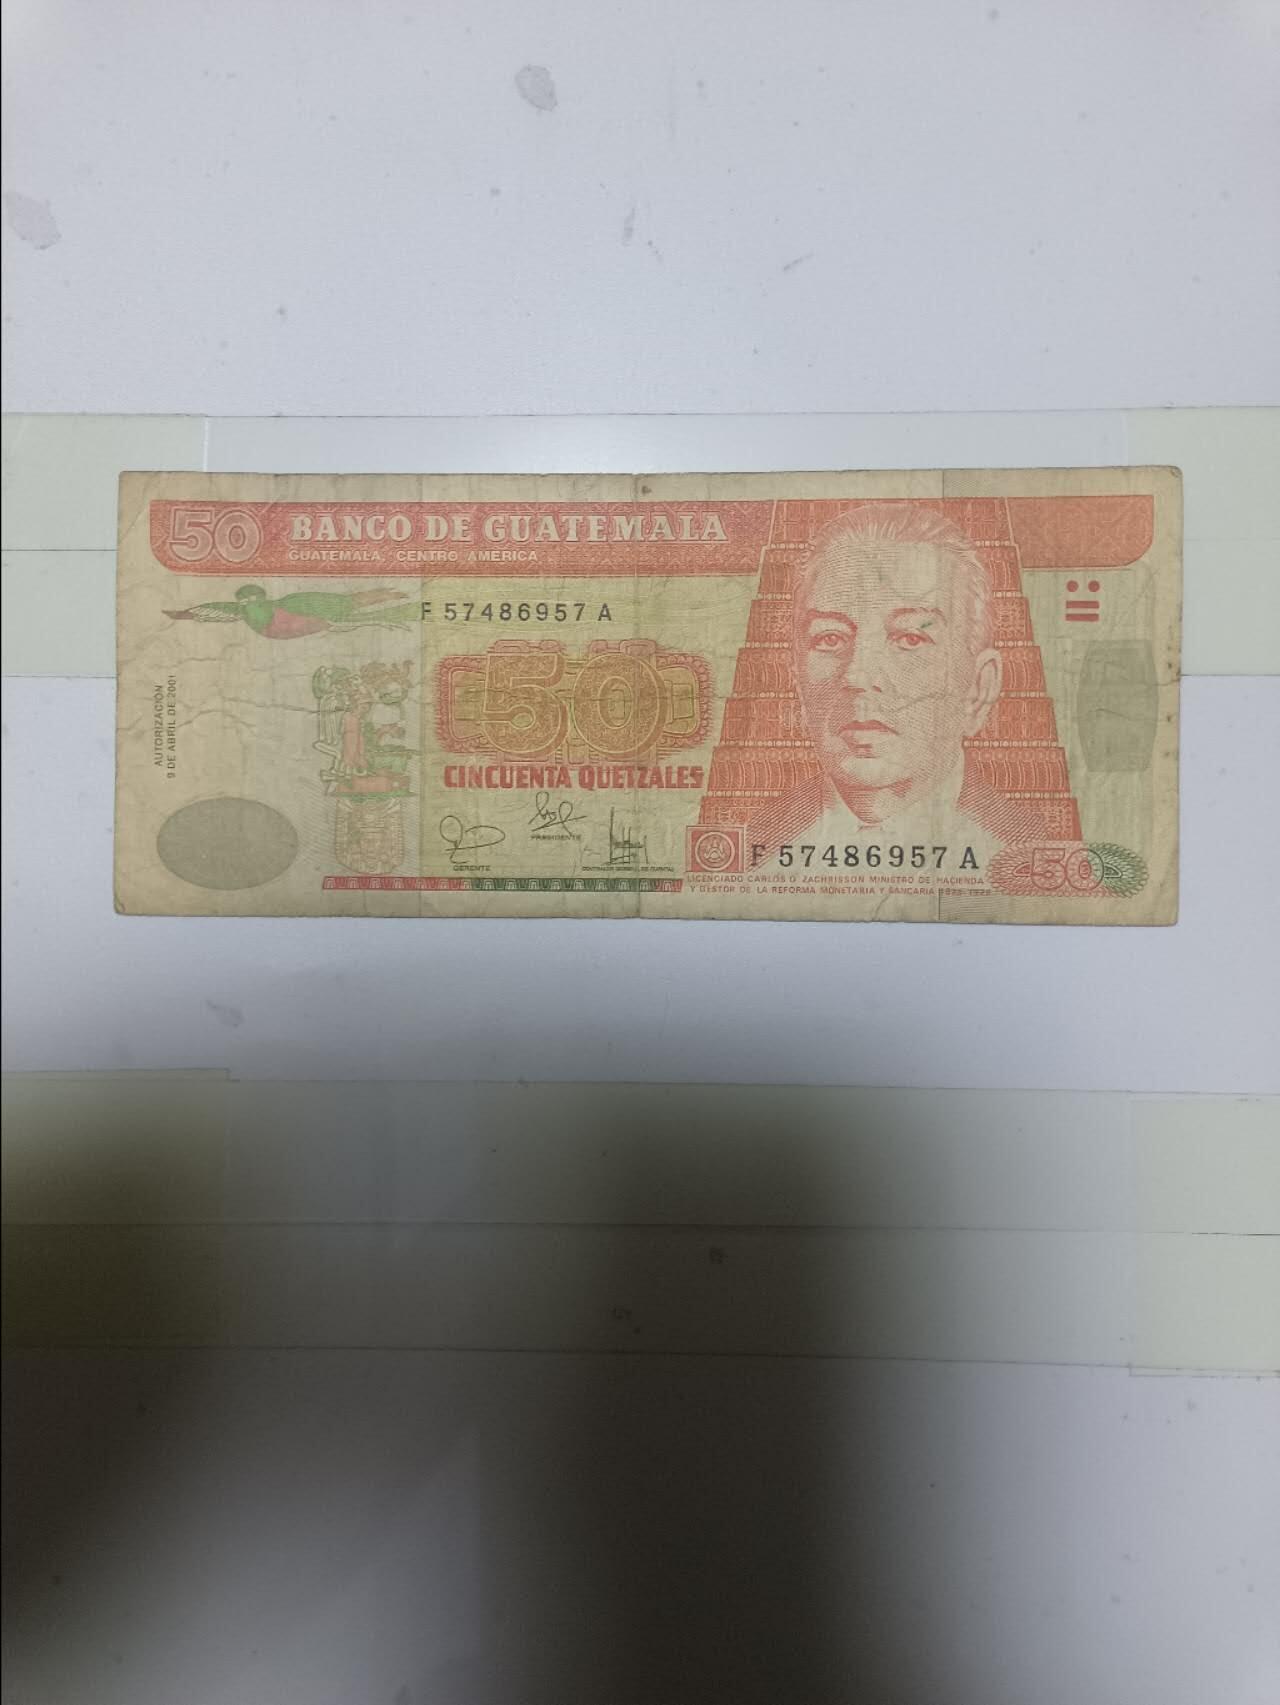 50 BANCO DE GUATEMALA
GUATEMALA, CENTRO AMERICA
F 57486957 A
AUTORIZACION
9 DE ABRIL DE 2001
50
CINCUENTA QUETZALES
PRESIDENTE
GERENTE
F 57486957 A
50
LICENCIADO CARLOS O ZACHRISSON MINISTRO DE HACIENDA
Y GESTOR DE LA REFORMA MONETARIA Y BANCARIA